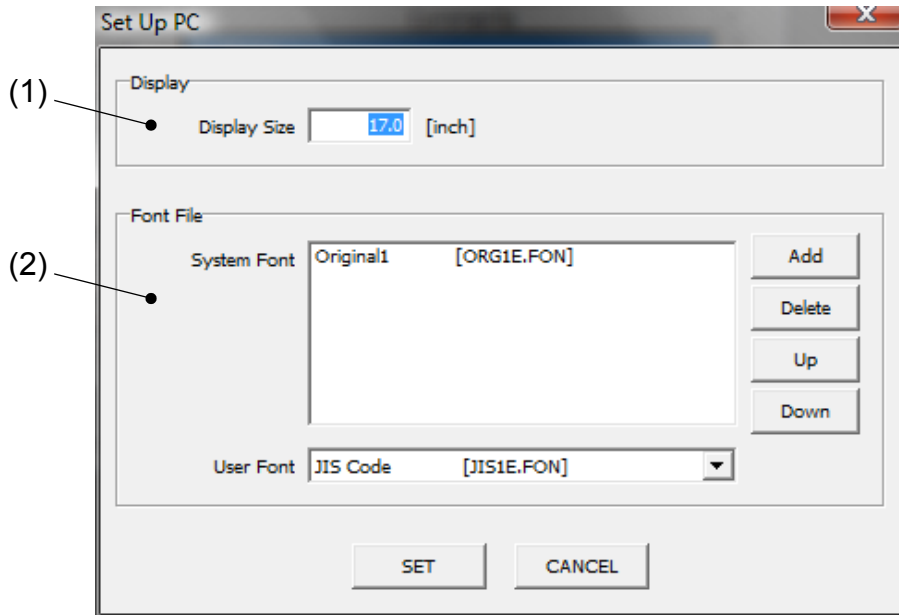 Set Up PC
(1)
Display
Display Size 17.0 [inch]
(2)
Font File
System Font Original1 [ORG1E.FON] Add
Delete
Up
Down
User Font JIS Code [JIS1E.FON]
SET CANCEL